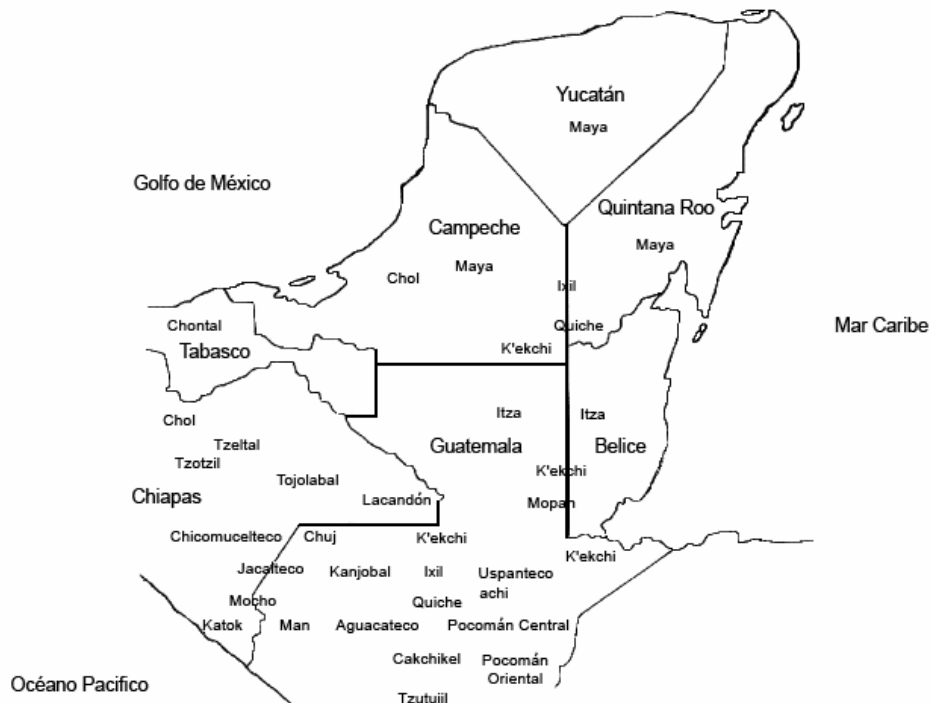 Yucatán
Maya
Golfo de México
Quintana Roo
Campeche
Maya
Maya
Chol
Ixil
Chontal
Quiche
Mar Caribe
Tabasco
K'ekchi
Itza
Itza
Chol
Guatemala
Belice
Tzeltal
Tzotzil
K'ekchi
Tojolabal
Chiapas
Lacandón
Mopan
Chicomucelteco
Chuj
K'ekchi
K'ekchi
Jacalteco
Kanjobal
Ixil
Uspanteco
achi
Mocho
Quiche
Katok
Man
Aguacateco
Pocomán Central
Cakchikel
Pocomán
Oriental
Océano Pacifico
Tzutujil